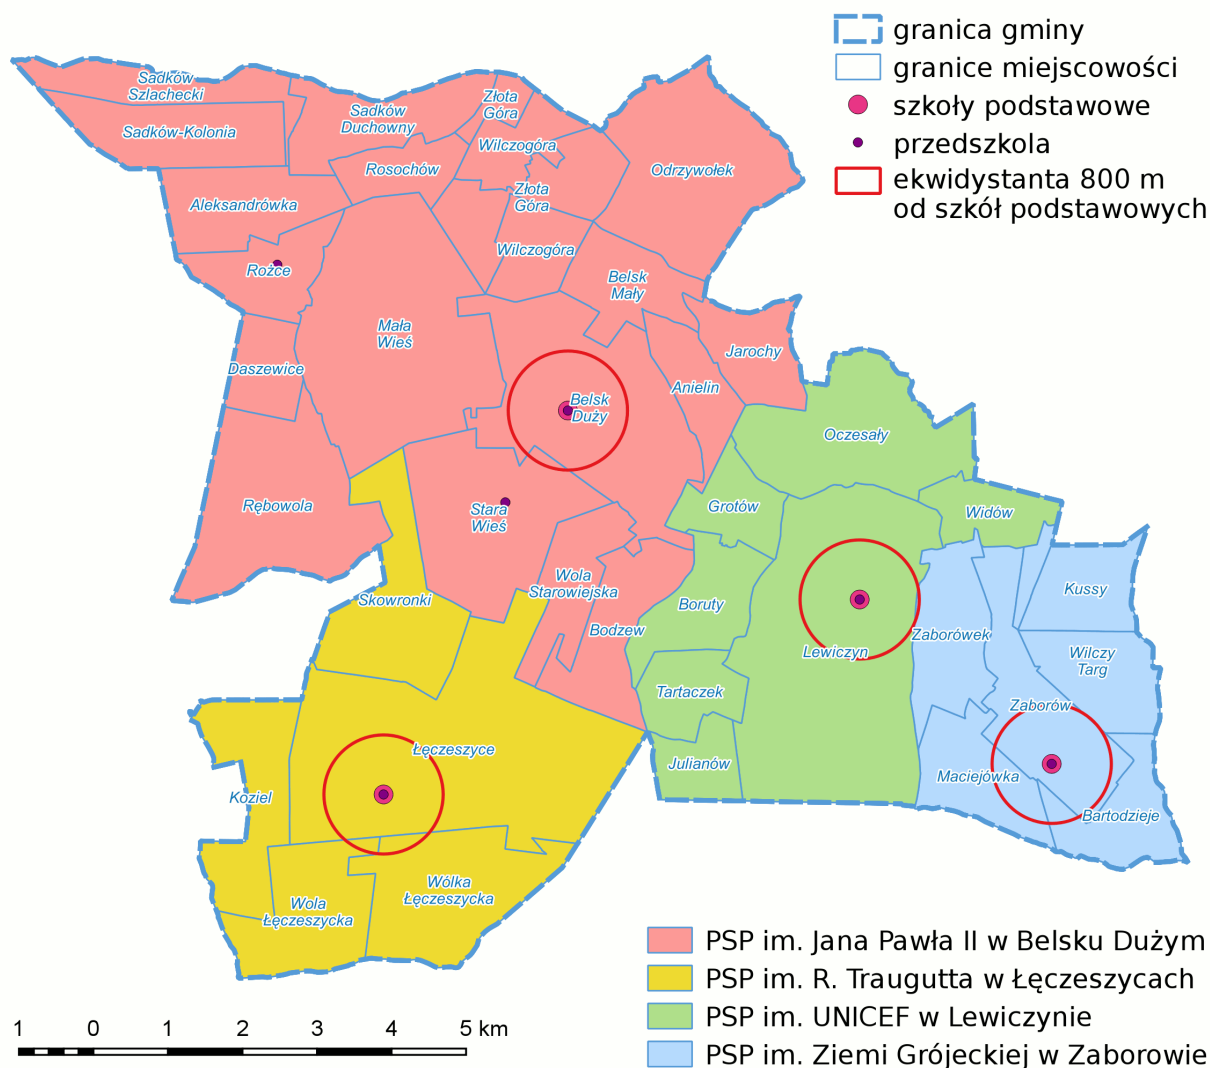 granica gminy
granice miejscowości
szkoły podstawowe
przedszkola
ekwidystanta 800 m
od szkół podstawowych
Sadków
Szlachecki
Sadków-Kolonia
Sadków
Duchowny
Złota
Góra
Wilczogóra
Rosochów
Odrzywołek
Złota
Góra
Aleksandrówka
Wilczogóra
Rożce
Belsk
Mały
Mała
Wieś
Jarochy
Daszewice
Anielin
Belsk
Duży
Oczesały
Rębowola
Stara
Wieś
Grotów
Widów
Wola
Starowiejska
Skowronki
Boruty
Kussy
Bodzew
Zaborówek
Lewiczyn
Wilczy
Targ
Tartaczek
Zaborów
Łęczeszyce
Julianów
Maciejówka
Koziel
Bartodzieje
Wólka
Łęczeszycka
Wola
Łęczeszycka
PSP im. Jana Pawła II w Belsku Dużym
PSP im. R. Traugutta w Łęczeszycach
PSP im. UNICEF w Lewiczynie
PSP im. Ziemi Grójeckiej w Zaborowie
1 0 1 2 3 4 5 km